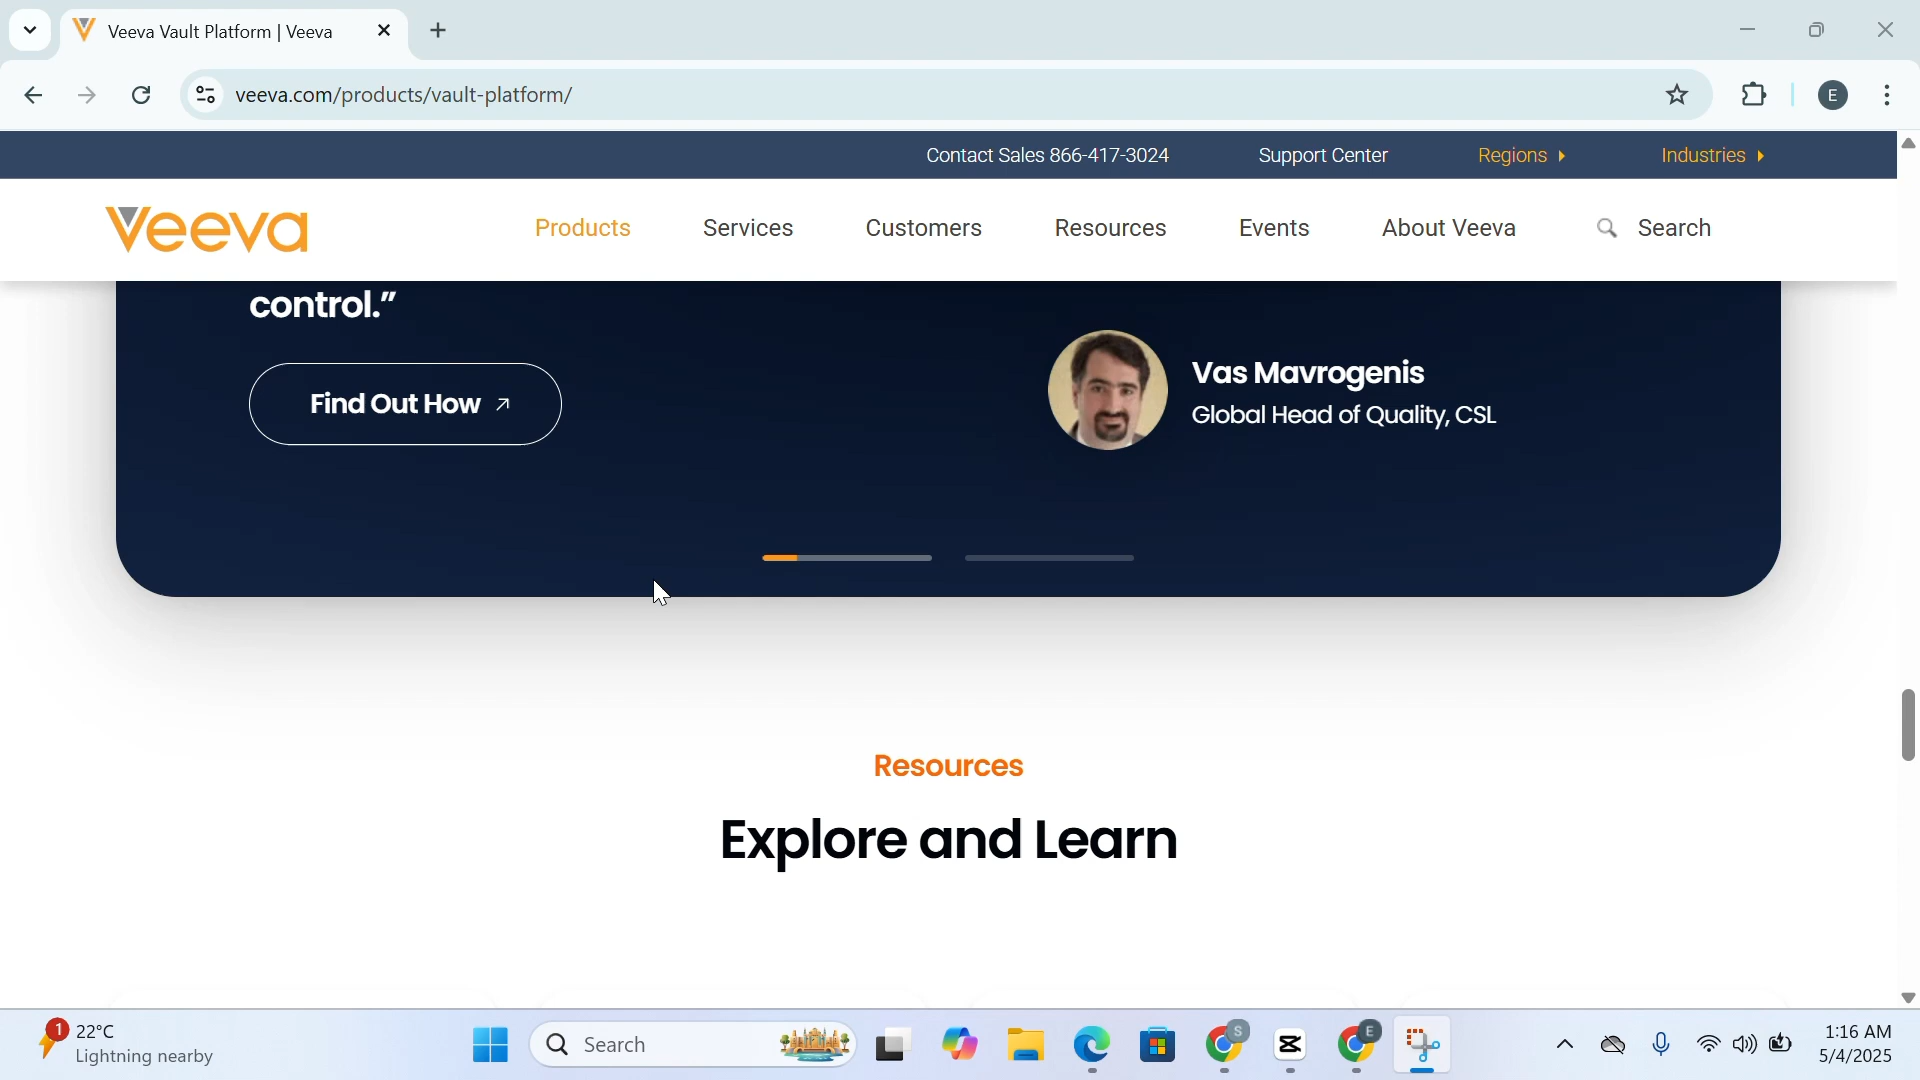 Veeva Vault Platform | Veeva
veeva.com/products/vault-platform/
E
Contact Sales 866-417-3024 Support Center Regions Industries
Veeva Products Services Customers Resources Events About Veeva Search
control.”
Find Out How
Vas Mavrogenis
Global Head of Quality, CSL
Resources
Explore and Learn
1
22°C
Lightning nearby
Search
S
E
1:16 AM
5/4/2025